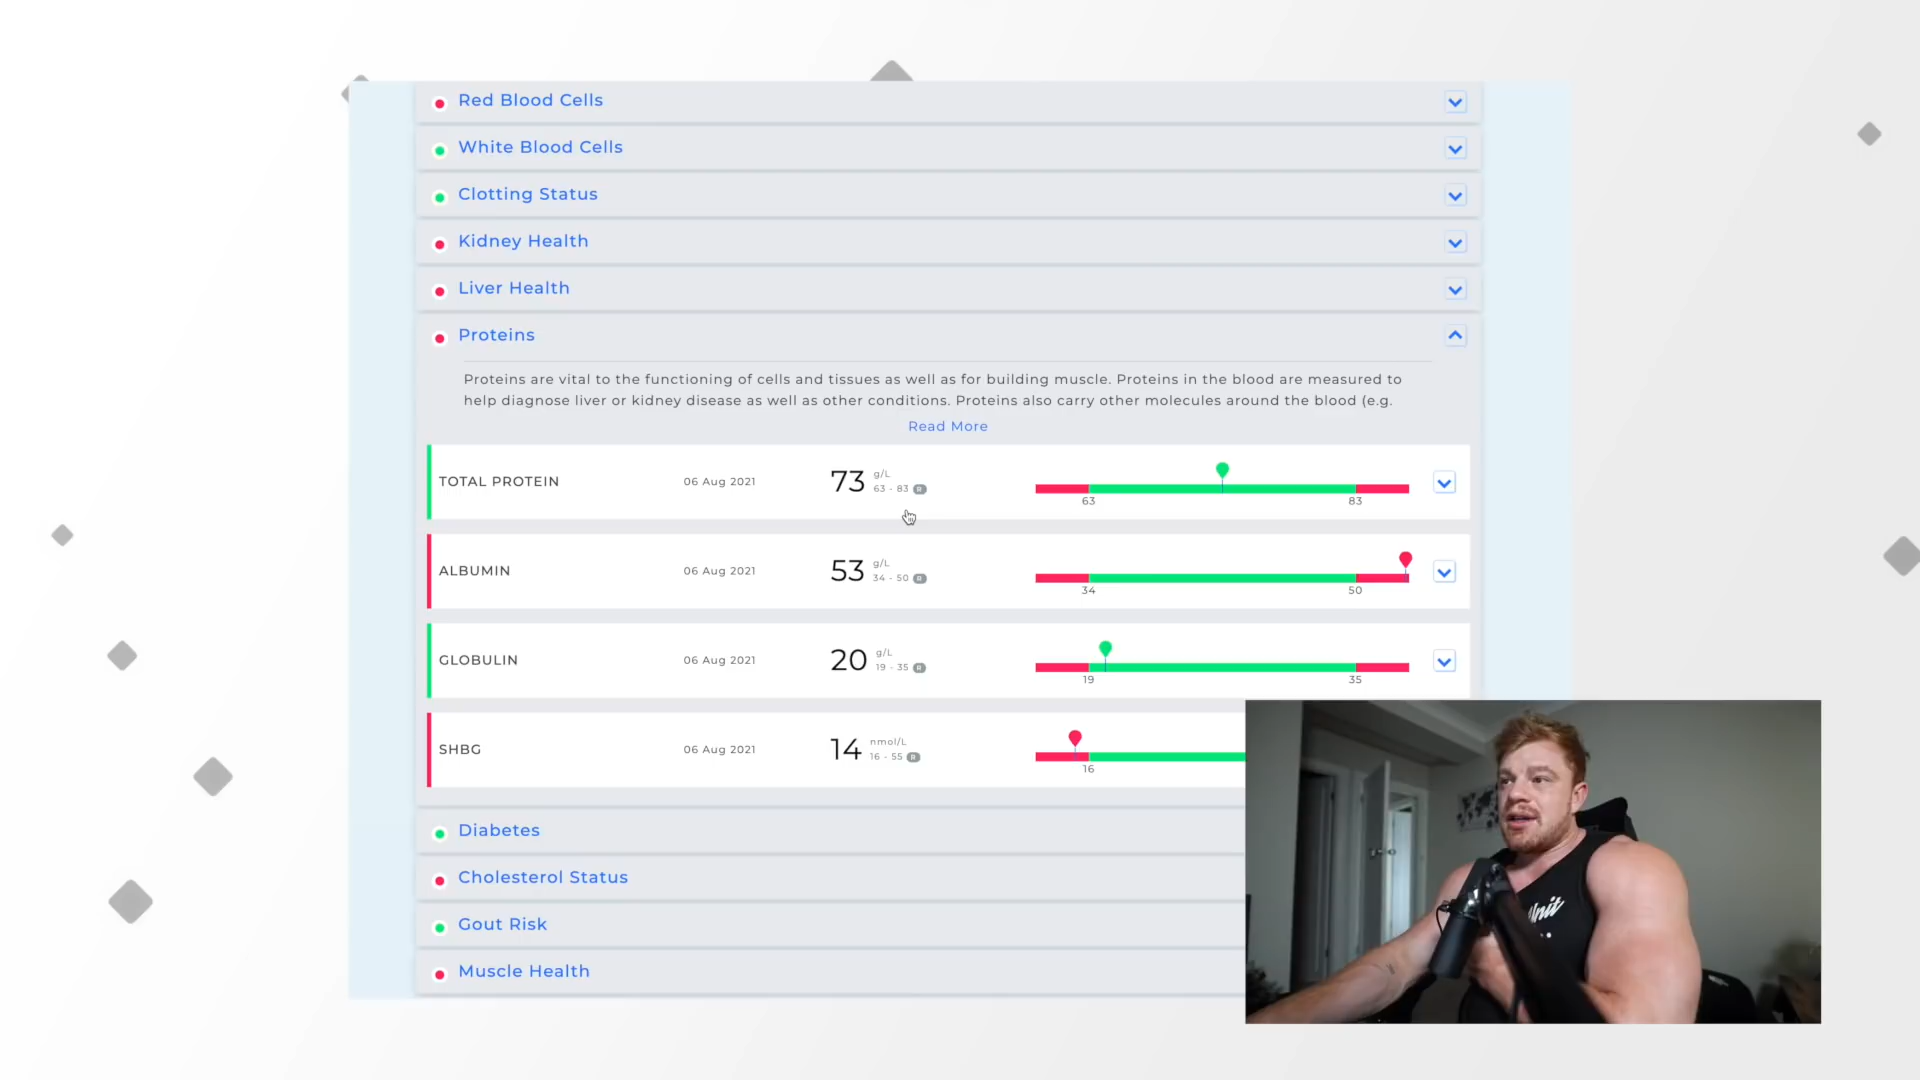 Red Blood Cells
White Blood Cells
Clotting Status
Kidney Health
Liver Health
Proteins
Proteins are vital to the functioning of cells and tissues as well as for building muscle. Proteins in the blood are measured to
help diagnose liver or kidney disease as well as other conditions. Proteins also carry other molecules around the blood (e.g.
Read More
TOTAL PROTEIN 06 Aug 2021 73 g/L 63 - 83 R 63 83
ALBUMIN 06 Aug 2021 53 g/L 34 - 50 R 34 50
GLOBULIN 06 Aug 2021 20 g/L 19 - 35 R 19 35
SHBG 06 Aug 2021 14 nmol/L 16 - 55 R 16
Diabetes
Cholesterol Status
Gout Risk
Muscle Health